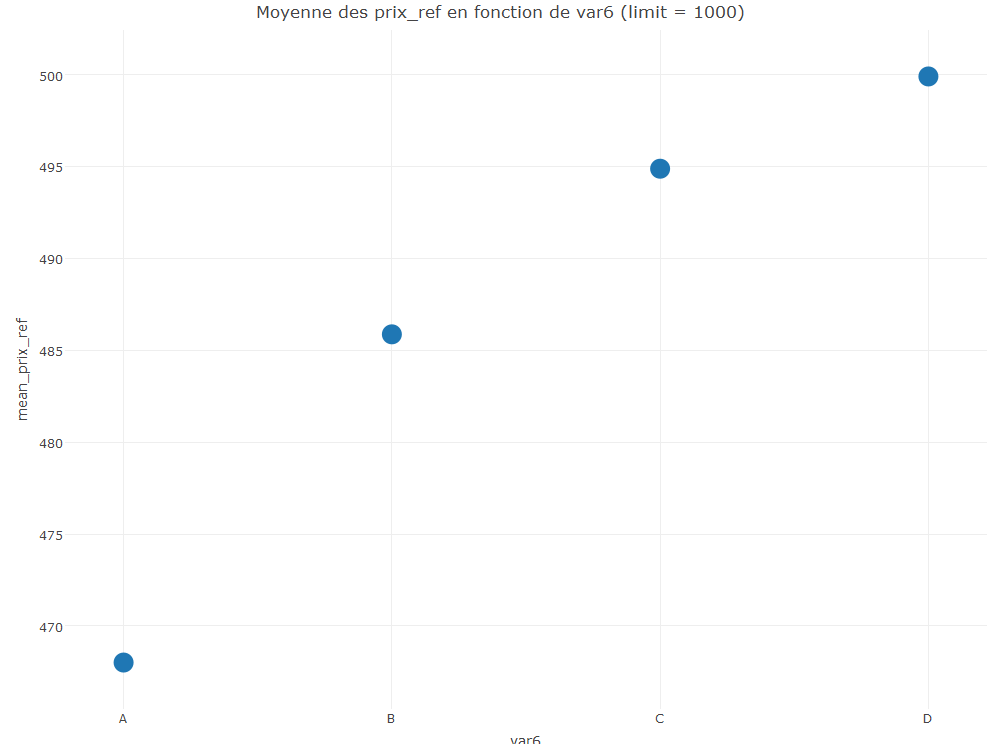 Moyenne des prix_ref en fonction de var6 (limit = 1000)
500
495
490
485
480
475
470
mean_prix_ref
A B C D
var6